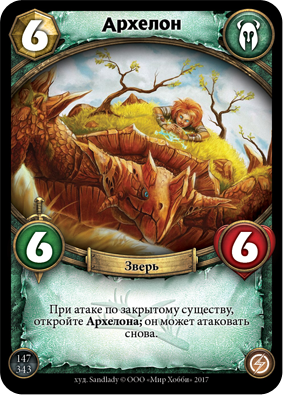 6
Архелон
6
Зверь
6
При атаке по закрытому существу,
откройте Архелона; он может атаковать
снова.
147
343
худ. Sandlady © ООО «Мир Хобби» 2017